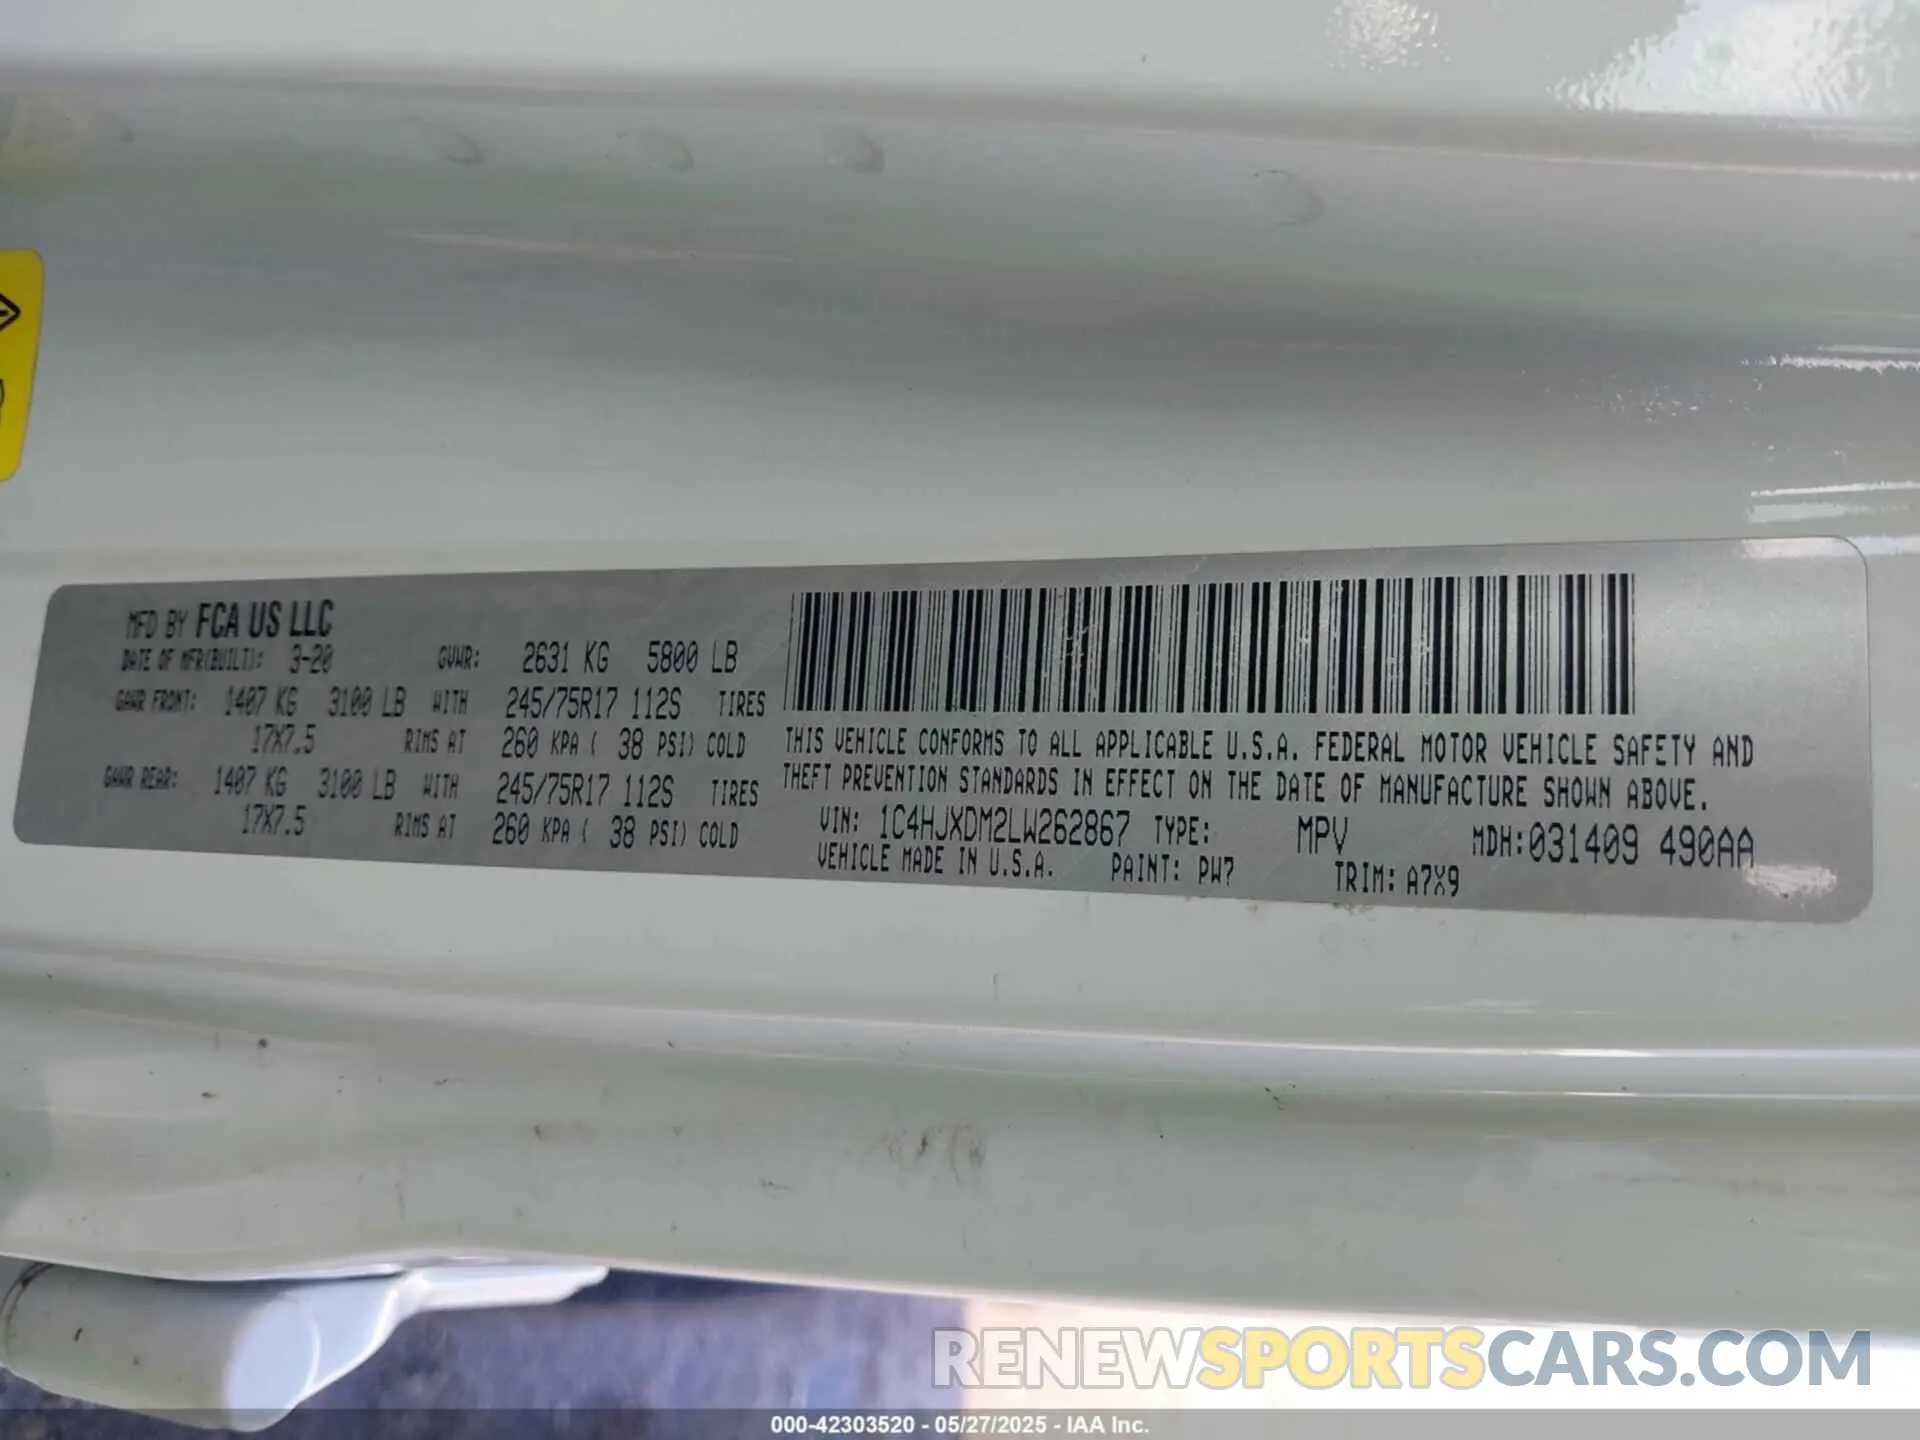 MFD BY FCA US LLC
DATE OF MFR(BUILT): 3-20 GVWR: 2631 KG 5800 LB
GAWR FRONT: 1407 KG 3100 LB WITH 245/75R17 112S TIRES
17X7.5 RIMS AT 260 KPA ( 38 PSI) COLD
GAWR REAR: 1407 KG 3100 LB WITH 245/75R17 112S TIRES
17X7.5 RIMS AT 260 KPA ( 38 PSI) COLD
THIS VEHICLE CONFORMS TO ALL APPLICABLE U.S.A. FEDERAL MOTOR VEHICLE SAFETY AND
THEFT PREVENTION STANDARDS IN EFFECT ON THE DATE OF MANUFACTURE SHOWN ABOVE.
VIN: 1C4HJXDM2LW262867 TYPE: MPV MDH:031409 490AA
VEHICLE MADE IN U.S.A. PAINT: PW7 TRIM: A7X9
RENEWSPORTSCARS.COM
000-42303520 - 05/27/2025 - IAA Inc.